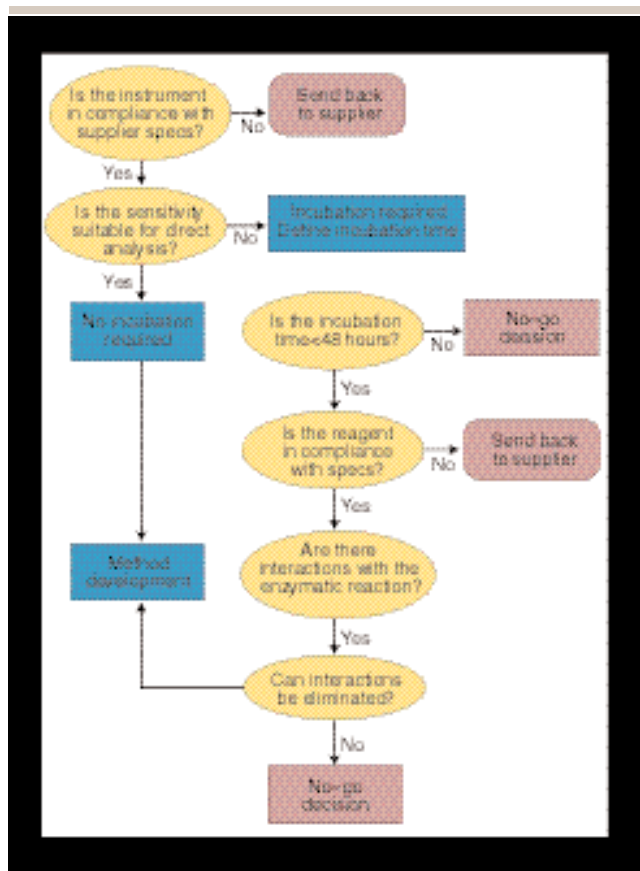 Is the instrument
in compliance with
supplier specs?
No
Send back
to supplier
Yes
Is the sensitivity
suitable for direct
analysis?
No
Incubation required
Define incubation time
Yes
No incubation
required
Is the incubation
time<48 hours?
No
No-go
decision
Yes
Is the reagent
in compliance
with specs?
No
Send back
to supplier
Yes
Are there
interactions with the
enzymatic reaction?
Method
development
Yes
Can interactions
be eliminated?
No
No-go
decision